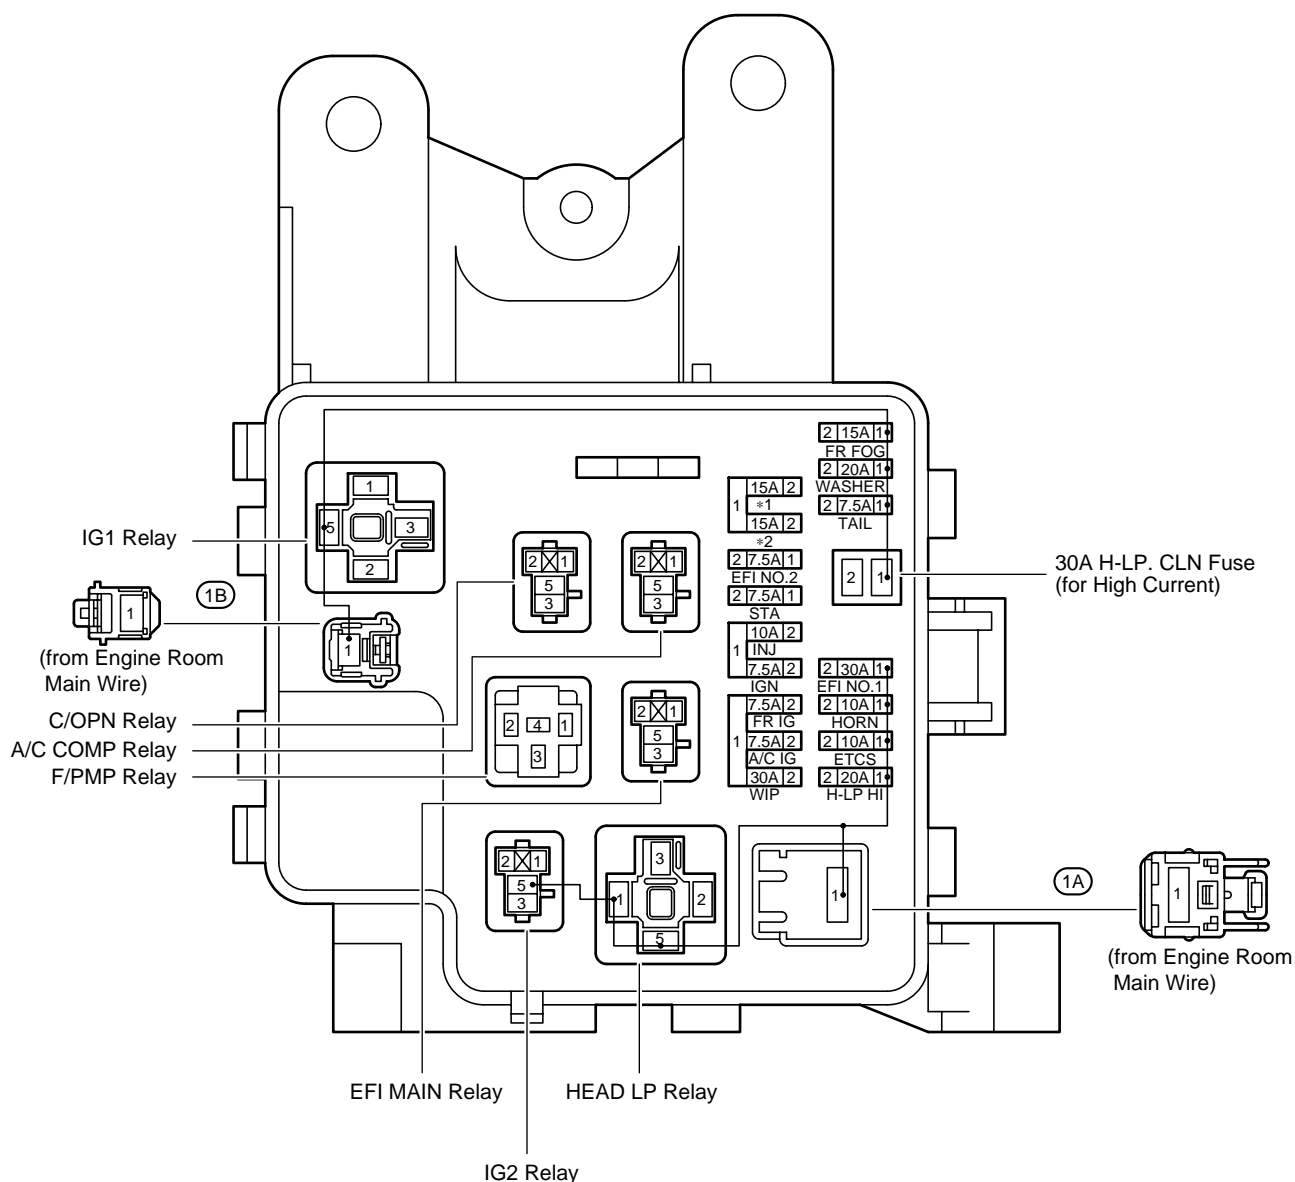 2 15A 1
FR FOG
2 20A 1
WASHER
2 7.5A 1
TAIL
1
15A 2
*1
15A 2
*2
2 7.5A 1
EFI NO.2
2 7.5A 1
STA
1
10A 2
INJ
7.5A 2
IGN
1
7.5A 2
FR IG
7.5A 2
A/C IG
30A 2
WIP
2 1
30A H-LP. CLN Fuse
(for High Current)
2 30A 1
EFI NO.1
2 10A 1
HORN
2 10A 1
ETCS
2 20A 1
H-LP HI
1
5 3
2
IG1 Relay
1B
1
(from Engine Room
Main Wire)
1
2 1
5
3
2 1
5
3
C/OPN Relay
A/C COMP Relay
F/PMP Relay
2 4 1
3
2 1
5
3
2 1
5
3
3
1 2
5
1
1A
1
(from Engine Room
Main Wire)
EFI MAIN Relay
HEAD LP Relay
IG2 Relay